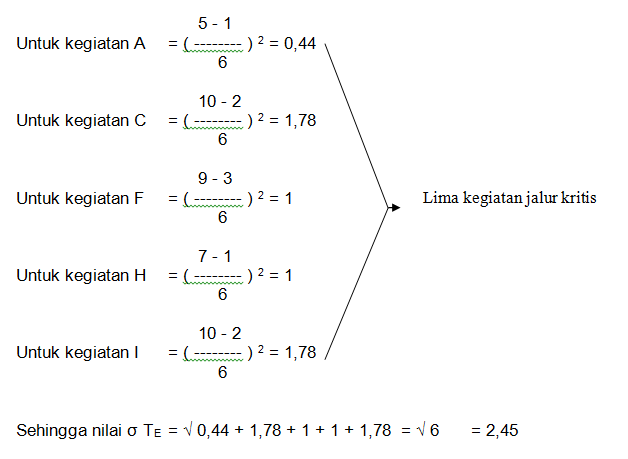 5 - 1
Untuk kegiatan A = ( -------- ) 2 = 0,44
6
10 - 2
Untuk kegiatan C = ( -------- ) 2 = 1,78
6
9 - 3
Untuk kegiatan F = ( -------- ) 2 = 1
6
Lima kegiatan jalur kritis
7 - 1
Untuk kegiatan H = ( -------- ) 2 = 1
6
10 - 2
Untuk kegiatan I = ( -------- ) 2 = 1,78
6
Sehingga nilai σ TE = √ 0,44 + 1,78 + 1 + 1 + 1,78 = √ 6 = 2,45